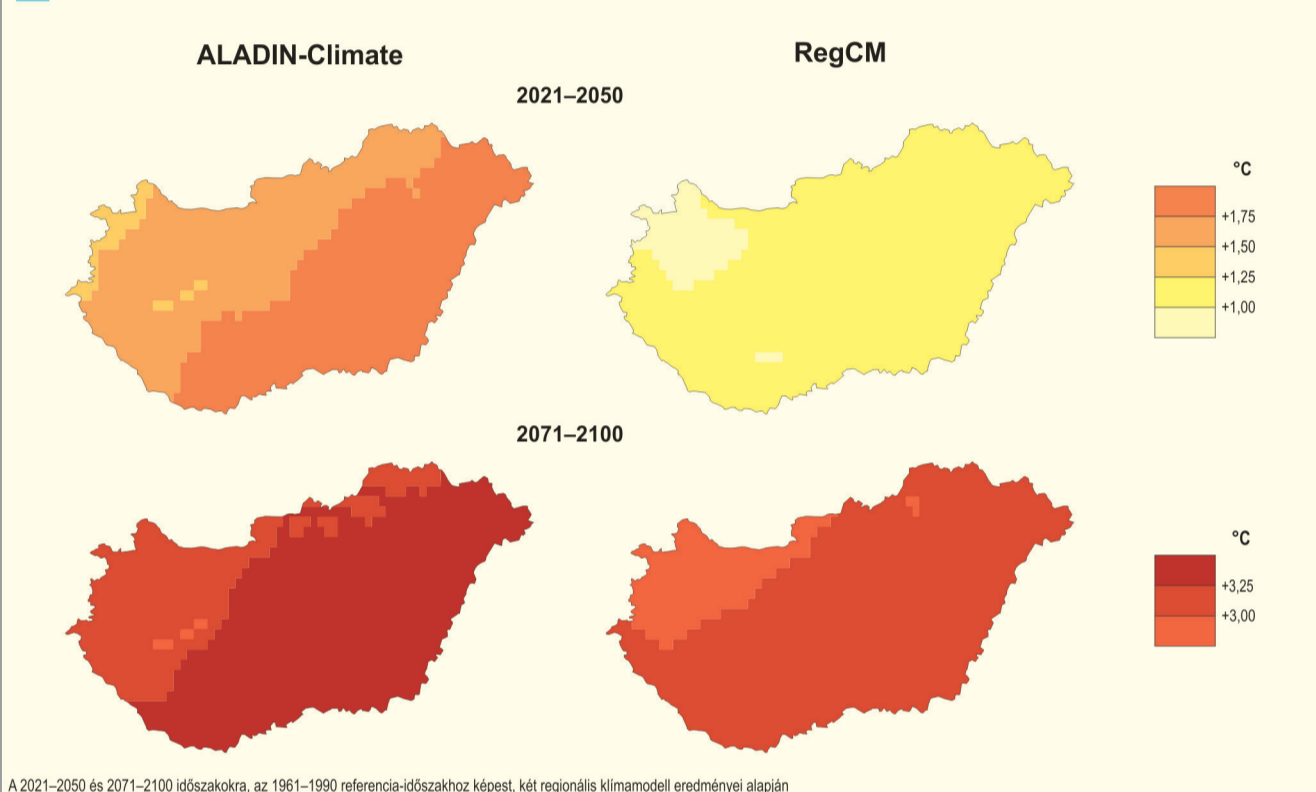 ALADIN-Climate
RegCM
2021–2050
°C
+1,75
+1,50
+1,25
+1,00
2071–2100
°C
+3,25
+3,00
A 2021–2050 és 2071–2100 időszakokra, az 1961–1990 referencia-időszakhoz képest, két regionális klímamodell eredményei alapján